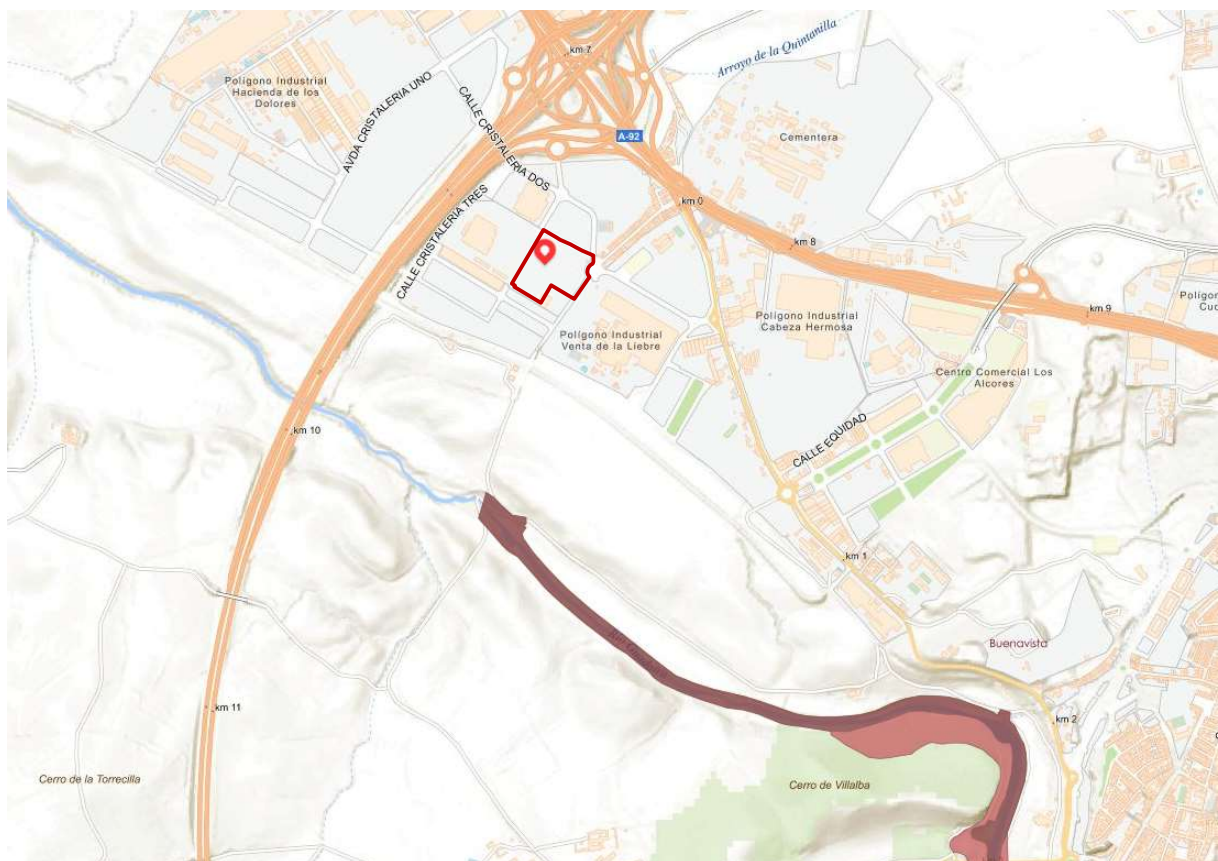 km 7
Arroyo de la Quintanilla
Polígono Industrial
Hacienda de los
Dolores
AVDA CRISTALERIA UNO
CALLE CRISTALERIA DOS
A-92
Cementera
CALLE CRISTALERIA TRES
km 0
km 8
Polígono Industrial
Venta de la Liebre
Polígono Industrial
Cabeza Hermosa
km 9
Centro Comercial Los
Alcores
CALLE EQUIDAD
km 10
km 1
Buenavista
km 11
km 2
Cerro de la Torrecilla
Cerro de Villalba